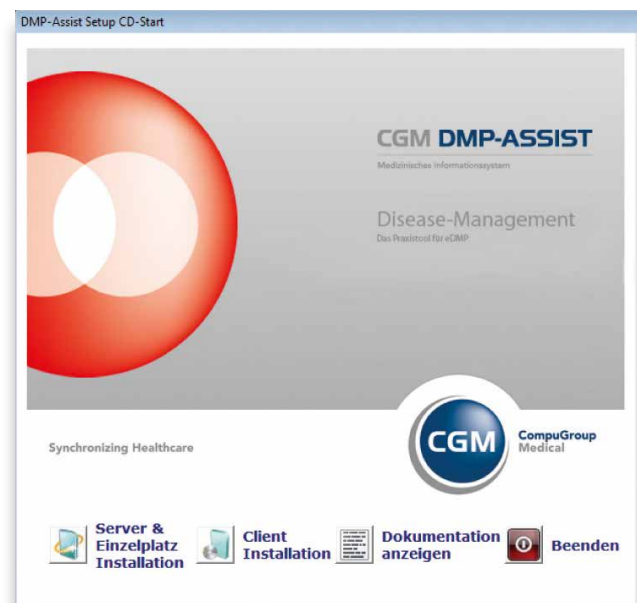 DMP-Assist Setup CD-Start
CGM DMP-ASSIST
Medizinisches Informationssystem
Disease-Management
Das Praxistool für eDMP
Synchronizing Healthcare
CGM
CompuGroup
Medical
Server &
Einzelplatz
Installation
Client
Installation
Dokumentation
anzeigen
Beenden